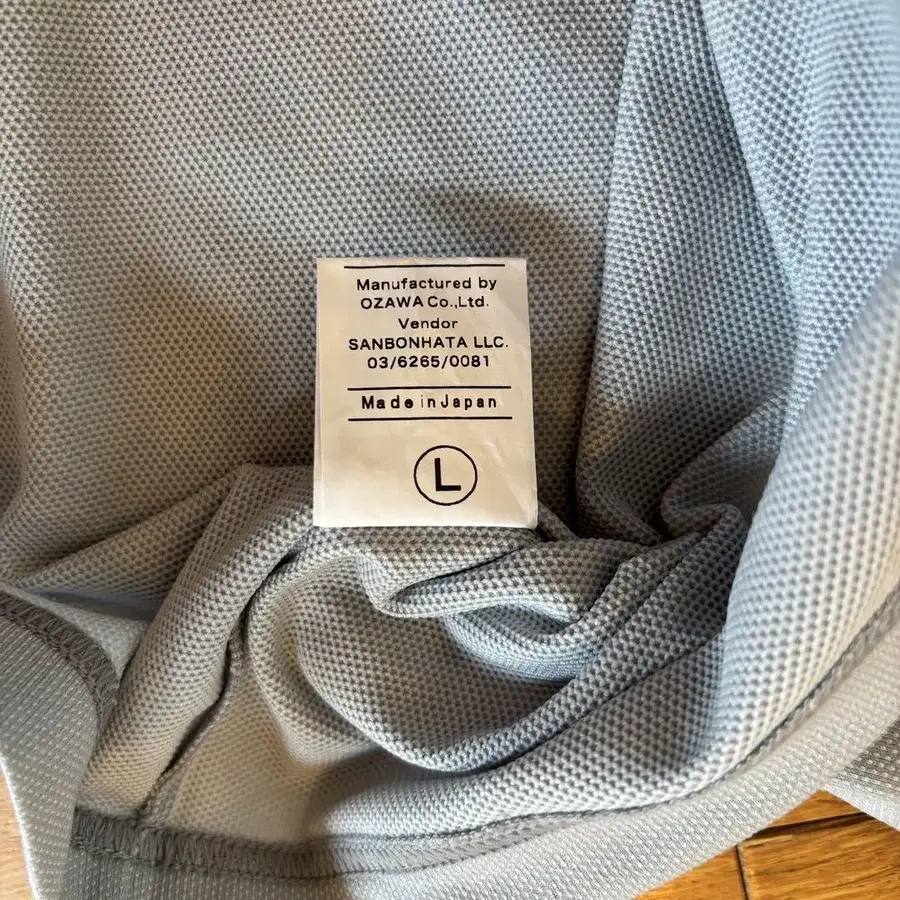 Manufactured by
OZAWA Co.,Ltd.
Vendor
SANBONHATA LLC.
03/6265/0081
Made in Japan
L